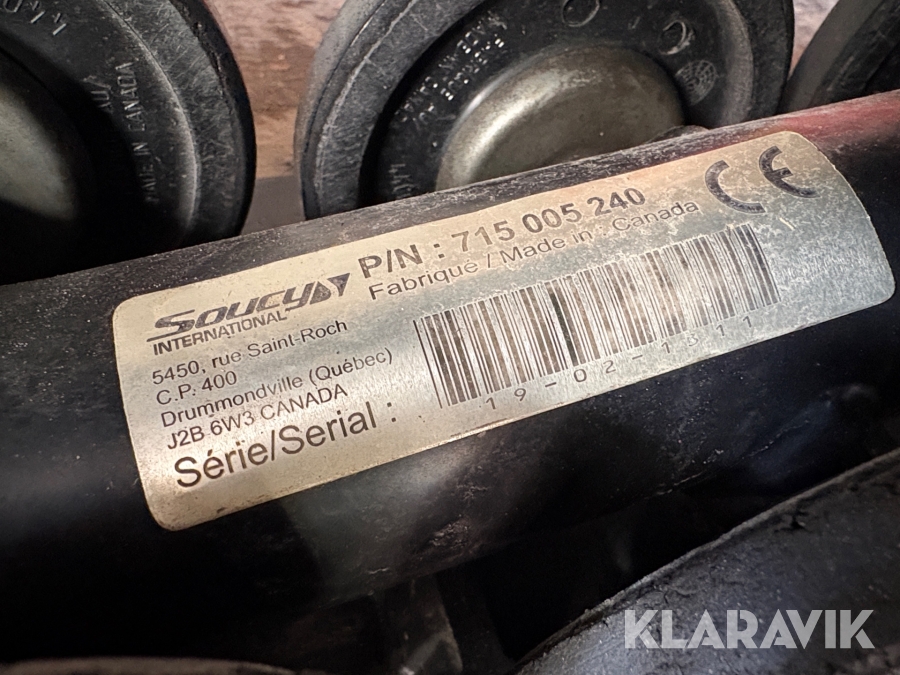 MADE IN CANADA
SOUCY
INTERNATIONAL
5450, rue Saint-Roch
C.P. 400
Drummondville (Québec)
J2B 6W3 CANADA
Série/Serial :
P/N : 715 005 240
Fabriqué / Made in : Canada
CE
19-02-1311
KLARAVIK